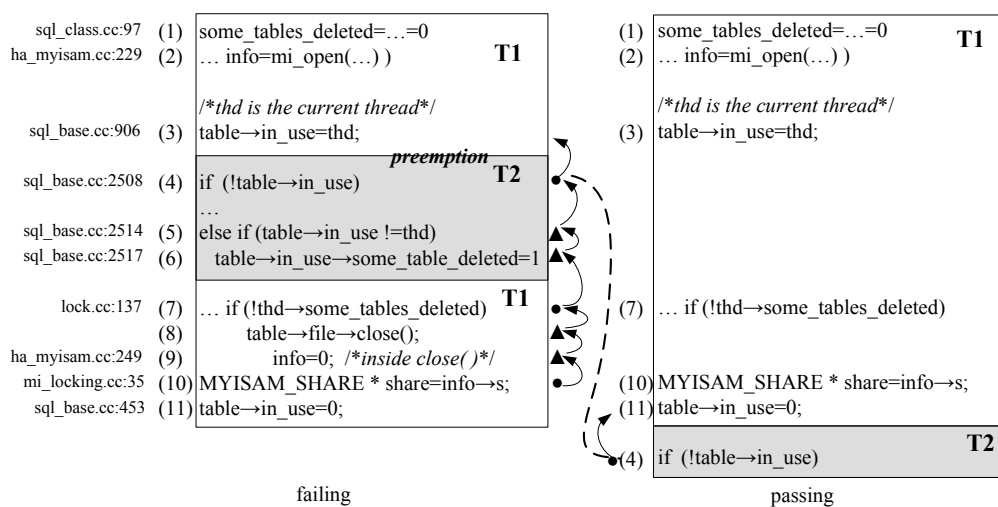 sql_class.cc:97 (1) some_tables_deleted=…=0
ha_myisam.cc:229 (2) … info=mi_open(…) )
T1
/*thd is the current thread*/
sql_base.cc:906 (3) table→in_use=thd;
preemption
T2
sql_base.cc:2508 (4) if (!table→in_use)
…
sql_base.cc:2514 (5) else if (table→in_use !=thd)
sql_base.cc:2517 (6) table→in_use→some_table_deleted=1
T1
lock.cc:137 (7) … if (!thd→some_tables_deleted)
(8) table→file→close();
ha_myisam.cc:249 (9) info=0; /*inside close( )*/
mi_locking.cc:35 (10) MYISAM_SHARE * share=info→s;
sql_base.cc:453 (11) table→in_use=0;
failing
(1) some_tables_deleted=…=0
T1
(2) … info=mi_open(…) )
/*thd is the current thread*/
(3) table→in_use=thd;
(7) … if (!thd→some_tables_deleted)
(10) MYISAM_SHARE * share=info→s;
(11) table→in_use=0;
T2
(4) if (!table→in_use)
passing